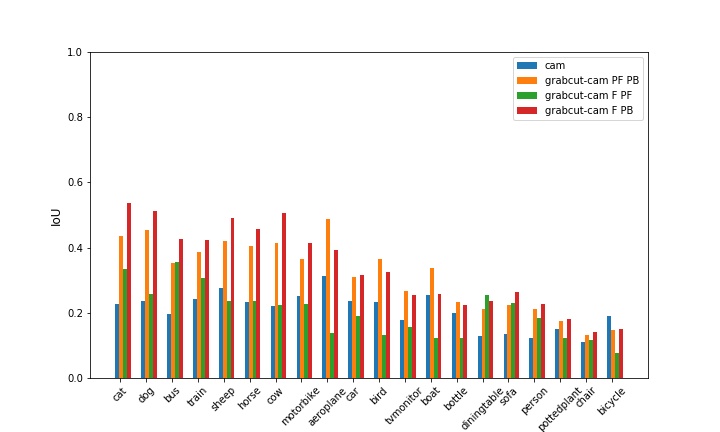 1.0
0.8
0.6
0.4
0.2
0.0
IoU
cam
grabcut-cam PF PB
grabcut-cam F PF
grabcut-cam F PB
cat
dog
bus
train
sheep
horse
cow
motorbike
aeroplane
car
bird
tvmonitor
boat
bottle
diningtable
sofa
person
pottedplant
chair
bicycle